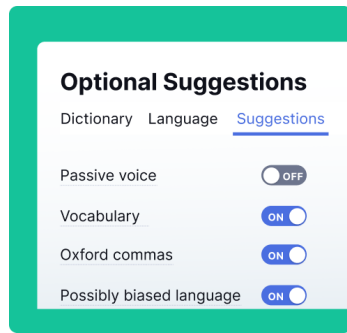 Optional Suggestions
Dictionary Language Suggestions
Passive voice OFF
Vocabulary ON
Oxford commas ON
Possibly biased language ON